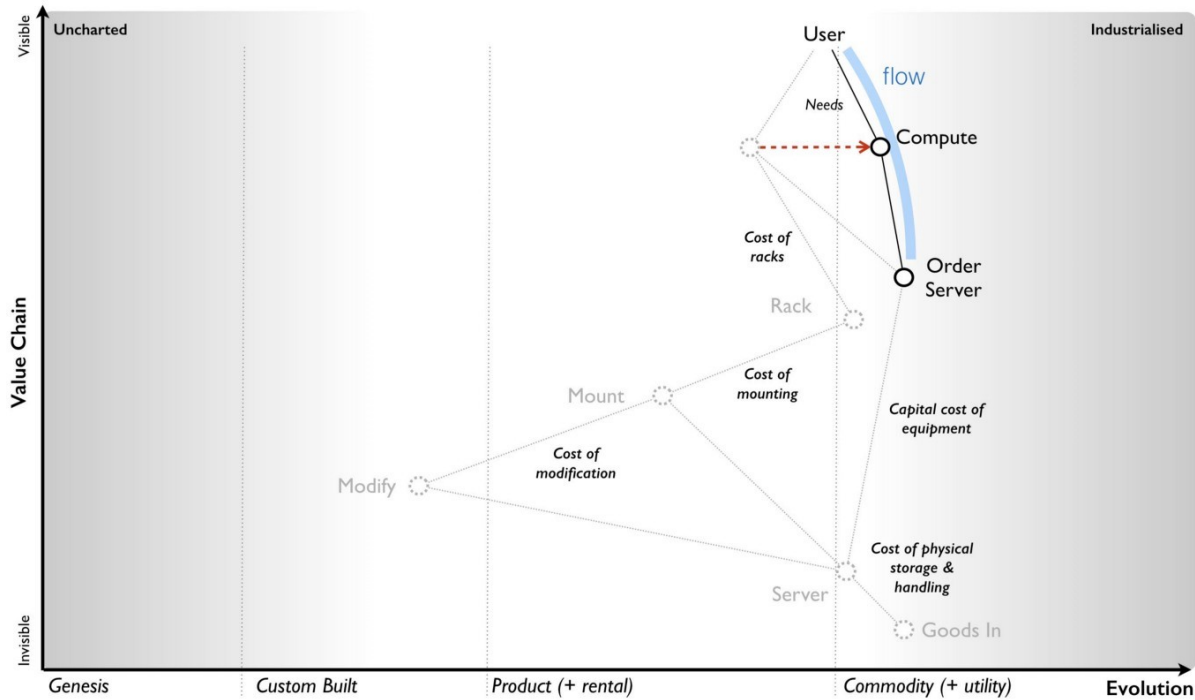 Visible
Uncharted
User
Industrialised
flow
Needs
Compute
Cost of
racks
Order
Server
Rack
Value Chain
Cost of
mounting
Mount
Capital cost of
equipment
Cost of
modification
Modify
Cost of physical
storage &
handling
Server
Goods In
Invisible
Genesis
Custom Built
Product (+ rental)
Commodity (+ utility)
Evolution